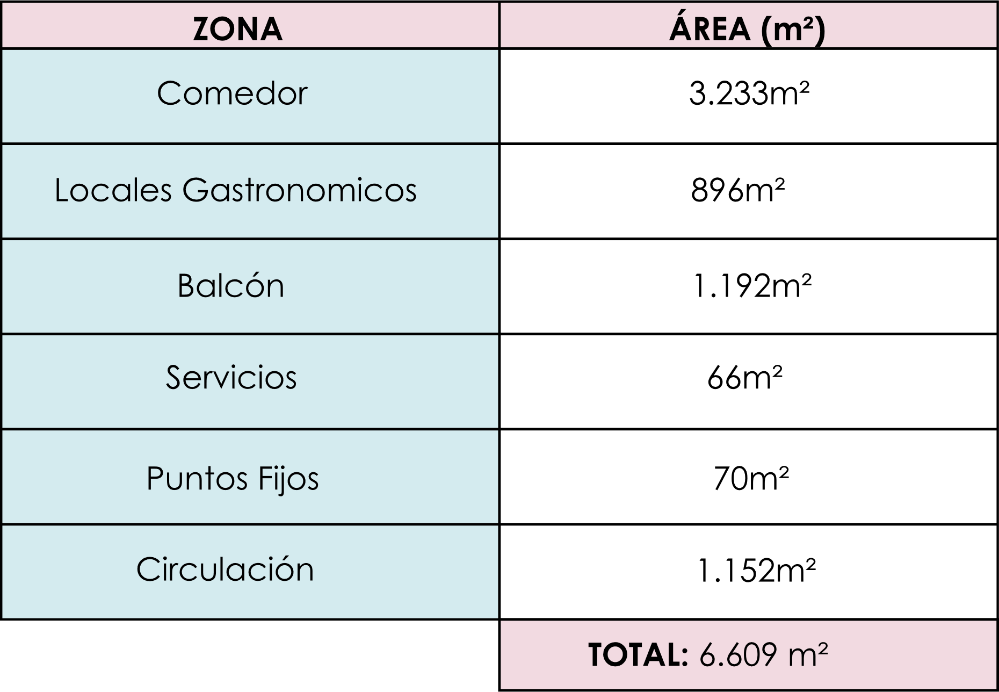 ZONA ÁREA (m²)
Comedor 3.233m²
Locales Gastronomicos 896m²
Balcón 1.192m²
Servicios 66m²
Puntos Fijos 70m²
Circulación 1.152m²
TOTAL: 6.609 m²